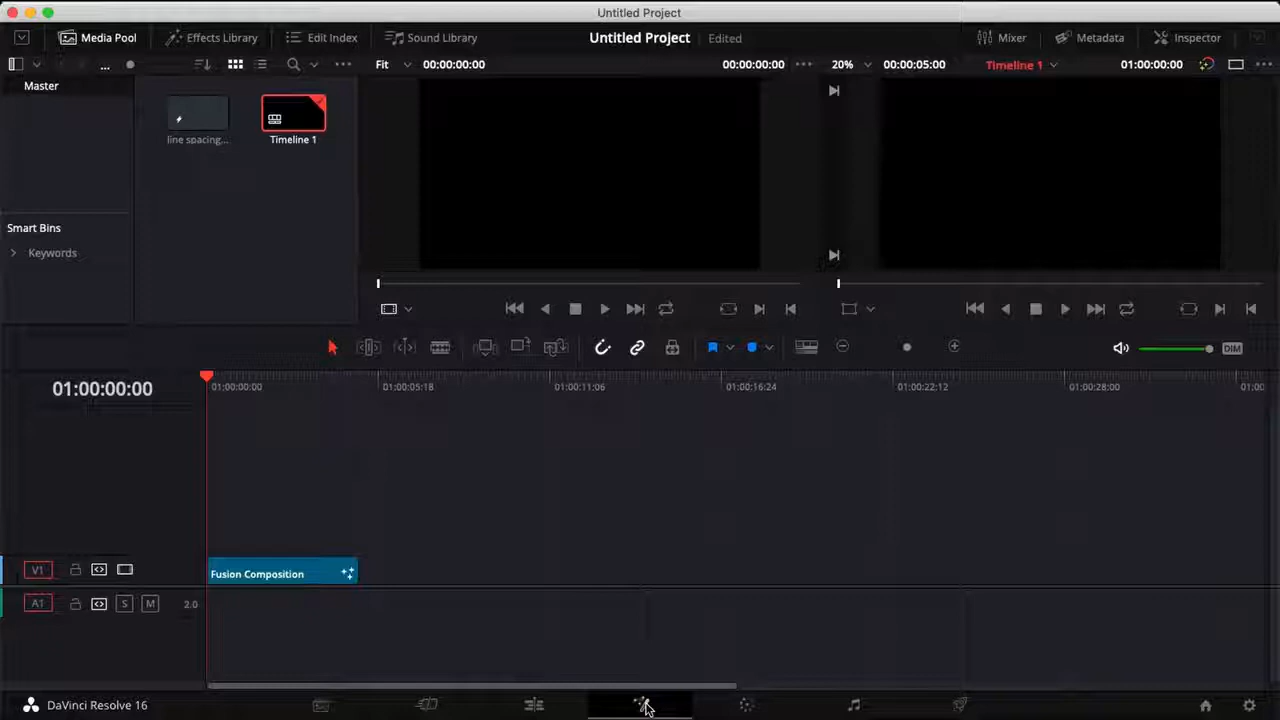 Untitled Project
Media Pool
Effects Library
Edit Index
Sound Library
Untitled Project
Edited
Mixer
Metadata
Inspector
...
Fit
00:00:00:00
00:00:00:00
20%
00:00:05:00
Timeline 1
01:00:00:00
Master
line spacing...
Timeline 1
Smart Bins
Keywords
DIM
01:00:00:00
01:00:00:00
01:00:05:18
01:00:11:06
01:00:16:24
01:00:22:12
01:00:28:00
01:00
V1
Fusion Composition
A1
S
M
2.0
DaVinci Resolve 16